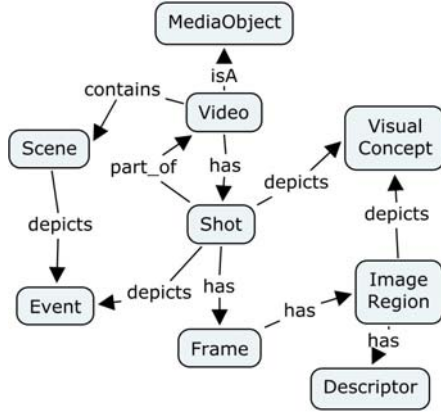 MediaObject
isA
contains
Video
Scene
part_of
has
Visual
Concept
depicts
Shot
depicts
depicts
Event
depicts
has
Image
Region
has
Frame
has
Descriptor